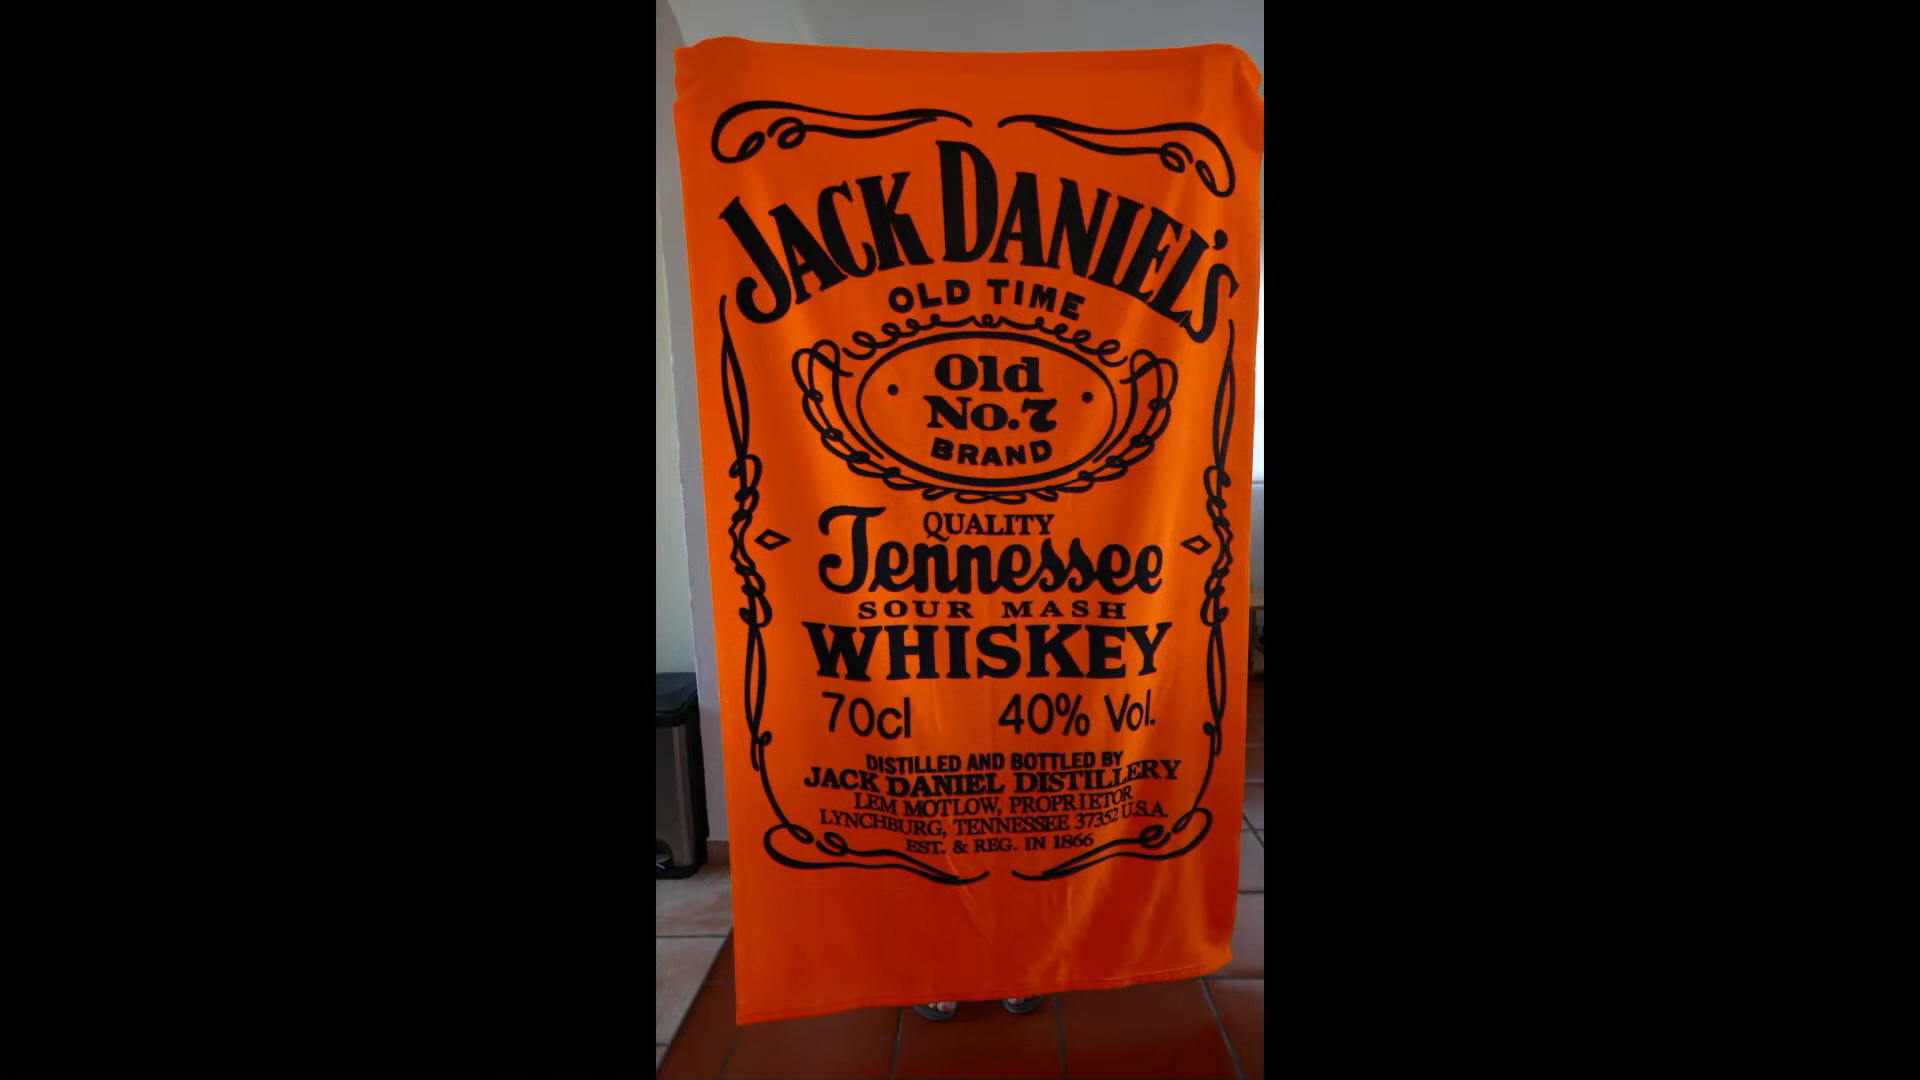 JACK DANIEL'S
OLD TIME
Old
No.7
BRAND
QUALITY
Tennessee
SOUR MASH
WHISKEY
70cl 40% Vol.
DISTILLED AND BOTTLED BY
JACK DANIEL DISTILLERY
LEM MOTLOW, PROPRIETOR
LYNCHBURG, TENNESSEE 37352 U.S.A.
EST. & REG. IN 1866